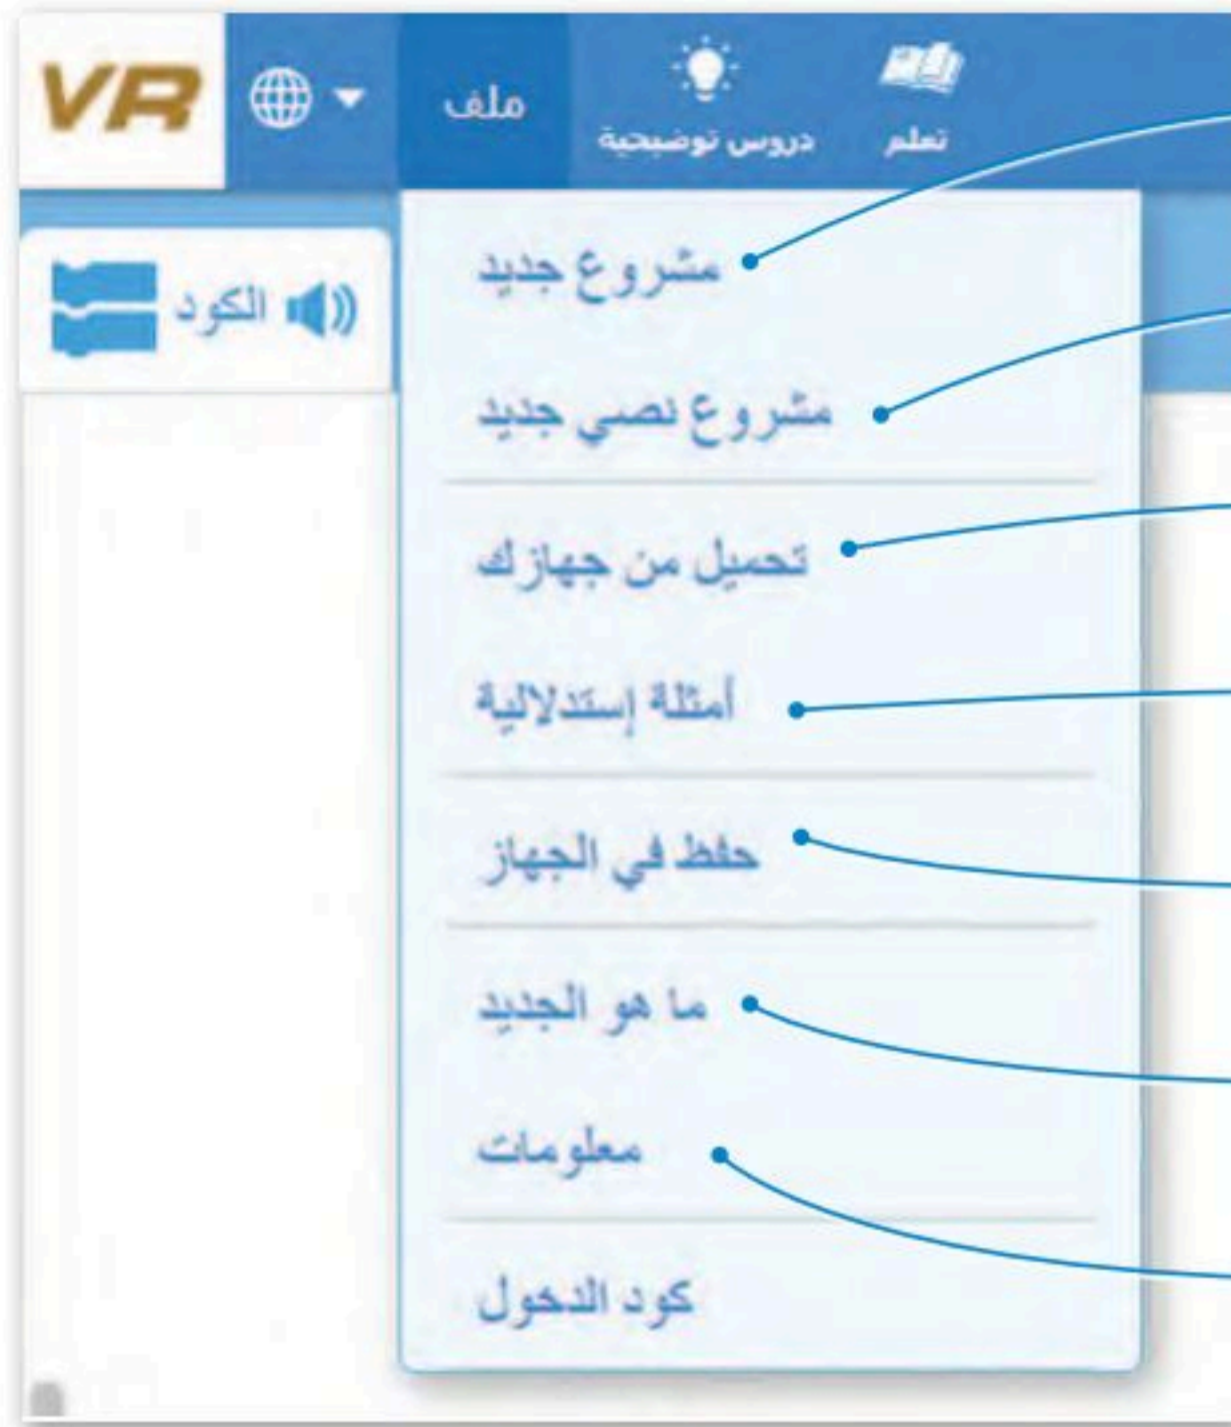 VR
ملف
دروس توضيحية
تعلم
الكود
مشروع جديد
مشروع نصي جديد
تحميل من جهازك
أمثلة إستدلالية
حفظ في الجهاز
ما هو الجديد
معلومات
كود الدخول